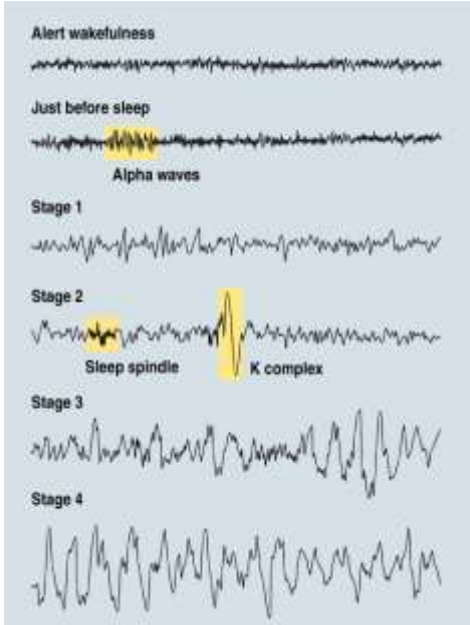 Alert wakefulness
Just before sleep
Alpha waves
Stage 1
Stage 2
Sleep spindle
K complex
Stage 3
Stage 4